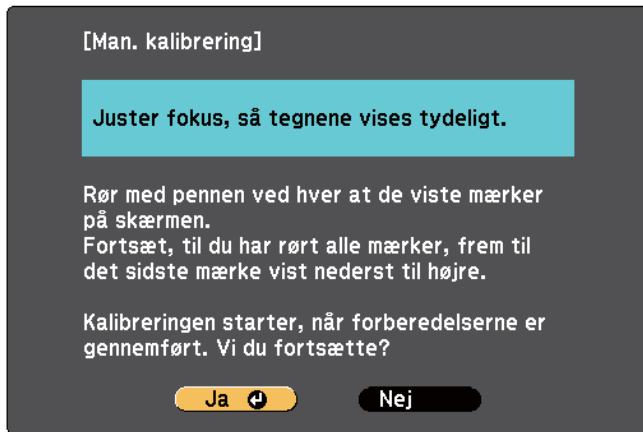 [Man. kalibrering]
Juster fokus, så tegnene vises tydeligt.
Rør med pennen ved hver at de viste mærker
på skærmen.
Fortsæt, til du har rørt alle mærker, frem til
det sidste mærke vist nederst til højre.
Kalibreringen starter, når forberedelserne er
gennemført. Vi du fortsætte?
Ja Nej